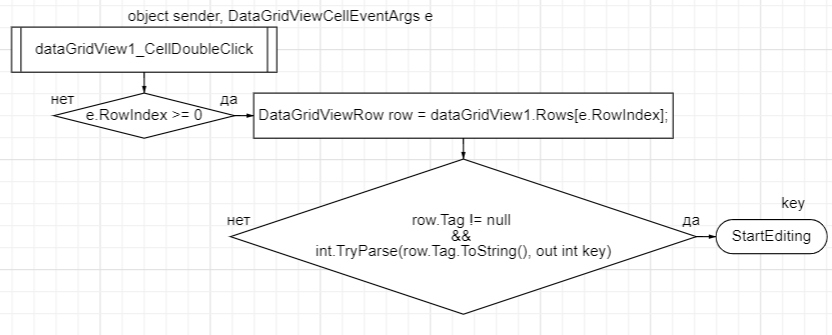 object sender, DataGridViewCellEventArgs e
dataGridView1_CellDoubleClick
нет
да
e.RowIndex >= 0
DataGridViewRow row = dataGridView1.Rows[e.RowIndex];
нет
row.Tag != null
&&
int.TryParse(row.Tag.ToString(), out int key)
да
key
StartEditing